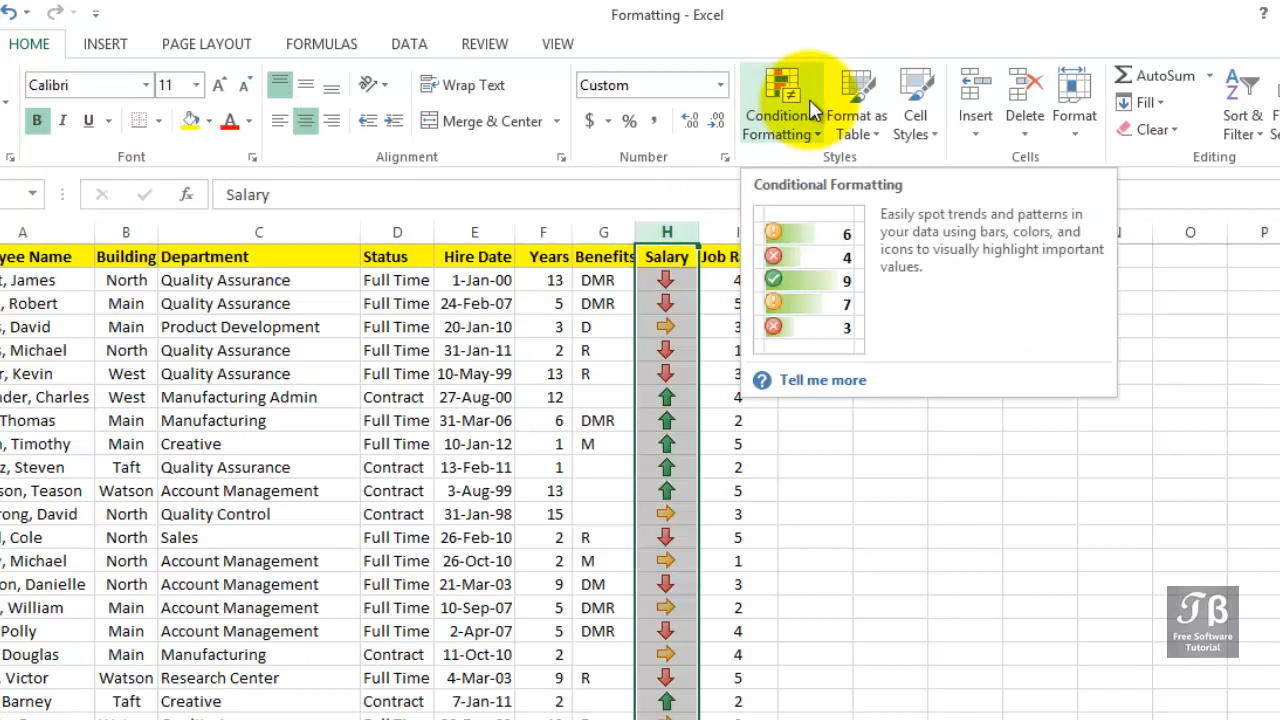 Formatting - Excel
?
HOME INSERT PAGE LAYOUT FORMULAS DATA REVIEW VIEW
Calibri 11 Wrap Text Custom AutoSum
B I U A Merge & Center $ % , Conditional Formatting Format as Table Cell Styles Insert Delete Format Fill Clear Sort & Filter
Font Alignment Number Styles Cells Editing
fx Salary
Conditional Formatting
Easily spot trends and patterns in
your data using bars, colors, and
icons to visually highlight important
values.
6
4
9
7
3
Tell me more
A B C D E F G H I O P
yee Name Building Department Status Hire Date Years Benefits Salary Job R
, James North Quality Assurance Full Time 1-Jan-00 13 DMR 4
, Robert Main Quality Assurance Full Time 24-Feb-07 5 DMR 5
, David Main Product Development Full Time 20-Jan-10 3 D 3
, Michael North Quality Assurance Full Time 31-Jan-11 2 R 1
, Kevin West Quality Assurance Full Time 10-May-99 13 R 3
nder, Charles West Manufacturing Admin Contract 27-Aug-00 12 4
Thomas Main Manufacturing Full Time 31-Mar-06 6 DMR 2
, Timothy Main Creative Full Time 10-Jan-12 1 M 5
z, Steven Taft Quality Assurance Contract 13-Feb-11 1 2
son, Teason Watson Account Management Contract 3-Aug-99 13 5
rong, David North Quality Control Contract 31-Jan-98 15 3
, Cole North Sales Full Time 26-Feb-10 2 R 5
, Michael North Account Management Full Time 26-Oct-10 2 M 1
on, Danielle North Account Management Full Time 21-Mar-03 9 DM 3
, William Main Account Management Full Time 10-Sep-07 5 DMR 2
Polly Main Account Management Full Time 2-Apr-07 5 DMR 4
Douglas Main Manufacturing Full Time 11-Oct-10 2 4
, Victor Watson Research Center Full Time 4-Mar-03 9 R 5
Barney Taft Creative Contract 7-Jan-11 2 2
TB
Free Software
Tutorial